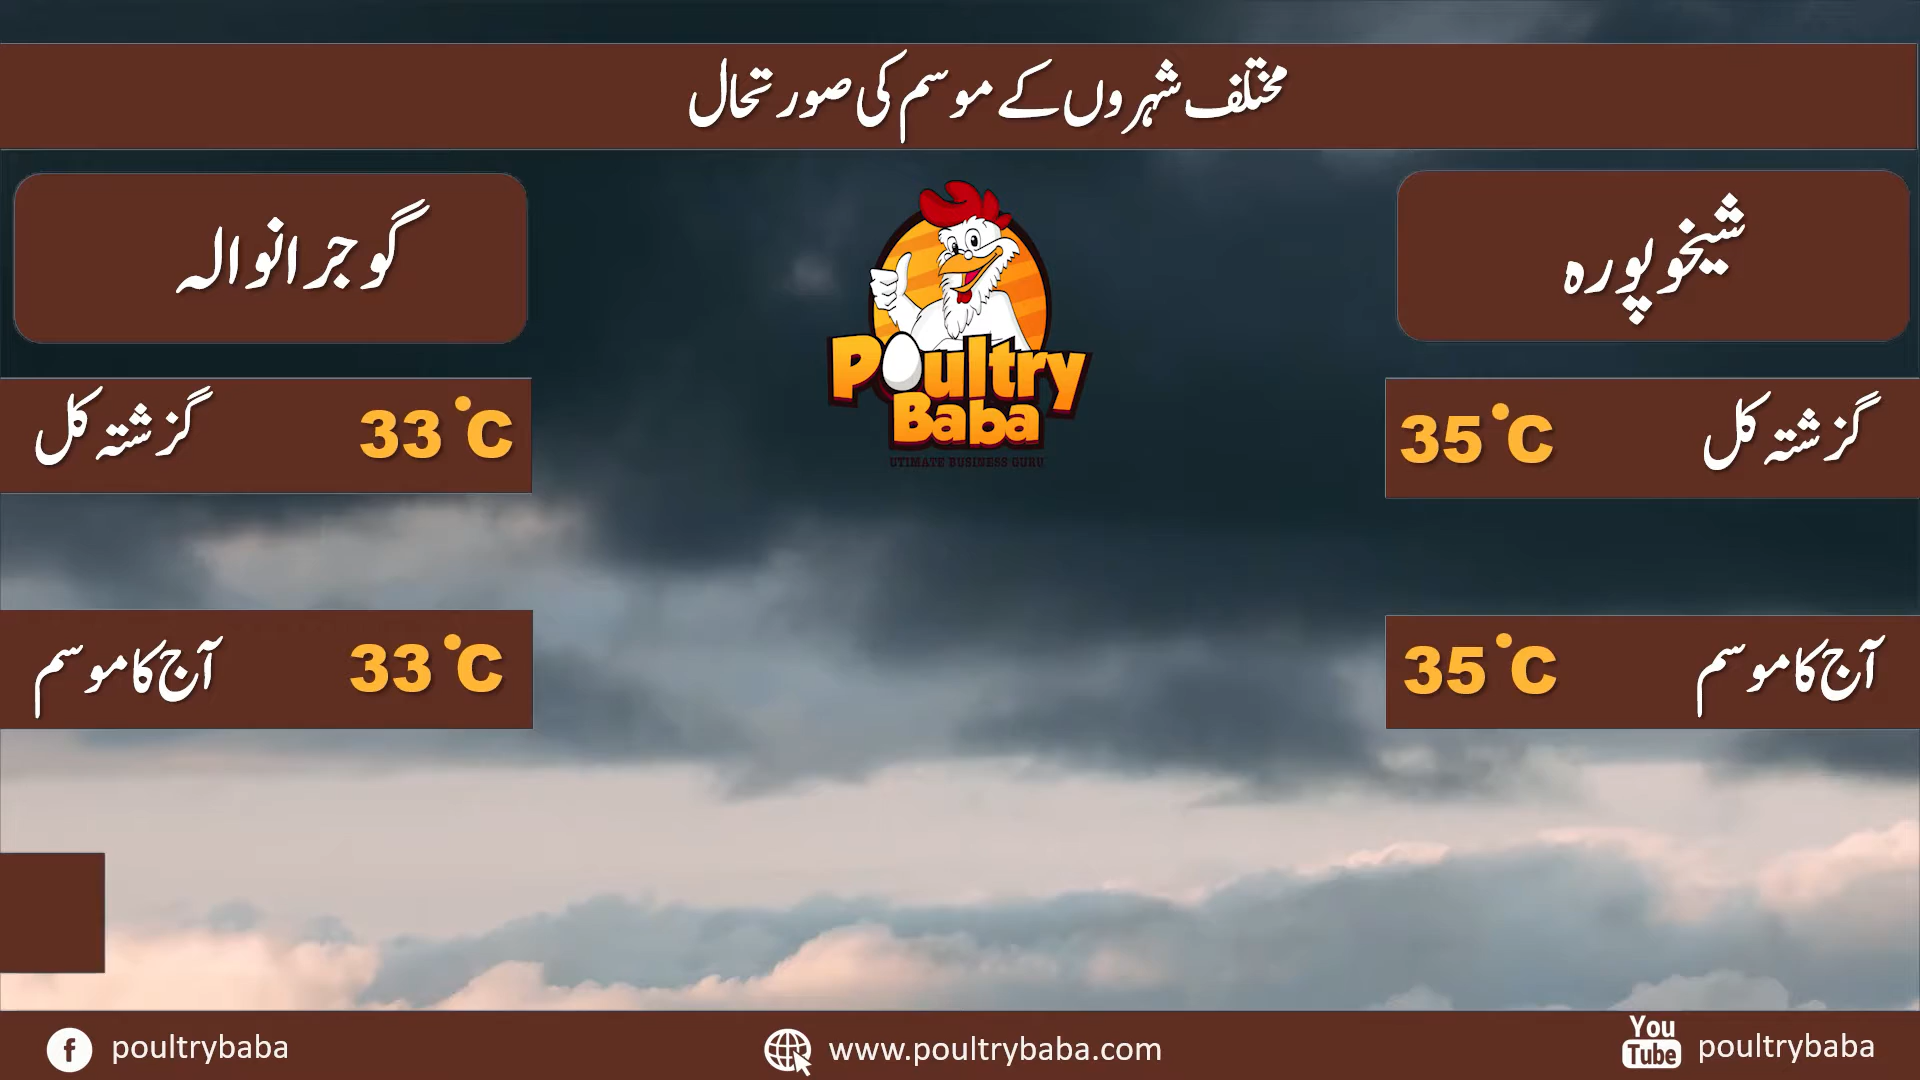 مختلف شہروں کے موسم کی صورتحال
شیخوپورہ
گزشتہ کل 35°C
آج کا موسم 35°C
گوجرانوالہ
33°C گزشتہ کل
33°C آج کا موسم
Poultry
Baba
UTIMATE BUSINESS GURU
poultrybaba
www.poultrybaba.com
You
Tube poultrybaba